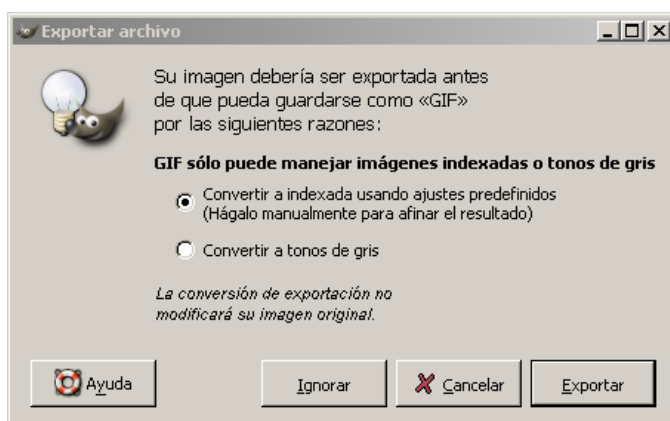 Exportar archivo
Su imagen debería ser exportada antes
de que pueda guardarse como «GIF»
por las siguientes razones:
GIF sólo puede manejar imágenes indexadas o tonos de gris
Convertir a indexada usando ajustes predefinidos
(Hágalo manualmente para afinar el resultado)
Convertir a tonos de gris
La conversión de exportación no
modificará su imagen original.
Ayuda
Ignorar
Cancelar
Exportar